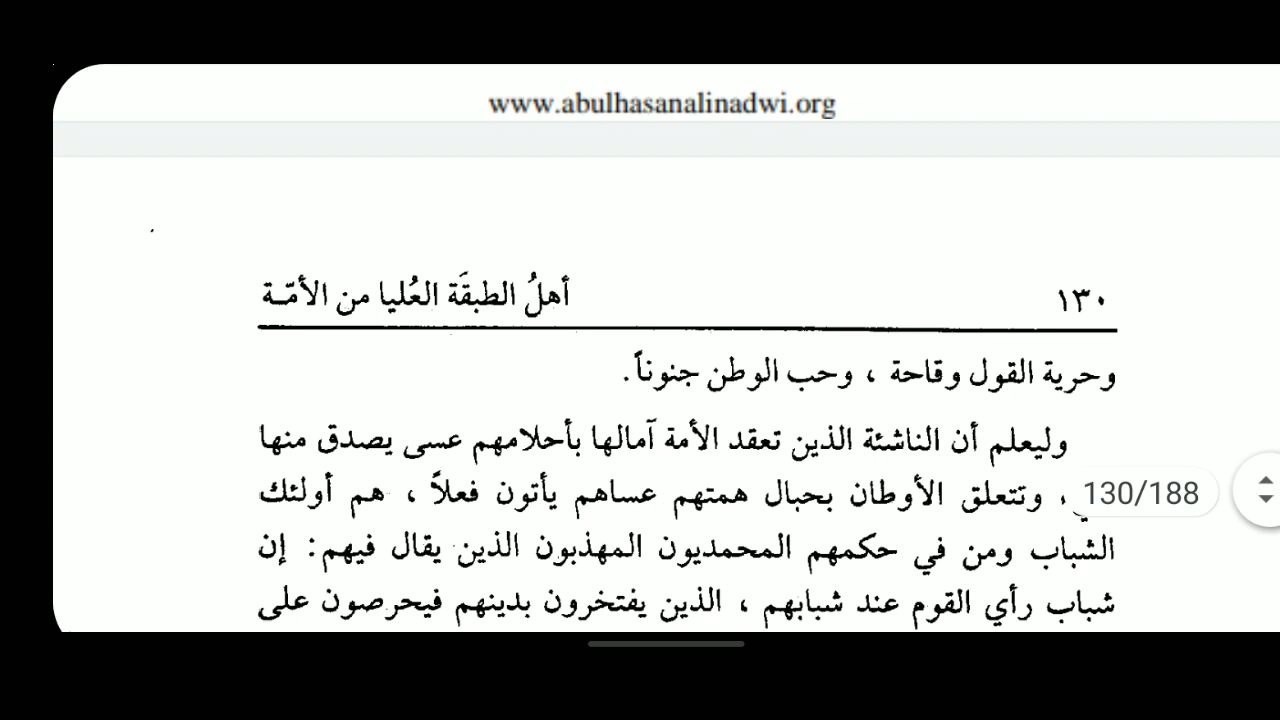 www.abulhasanalinadwi.org
١٣٠ أهلُ الطبقَة العُليا من الأمّـة
وحرية القول وقاحة ، وحب الوطن جنوناً.
وليعلم أن الناشئة الذين تعقد الأمة آمالها بأحلامهم عسى يصدق منها
، وتتعلق الأوطان بحبال همتهم عساهم يأتون فعلاً ، هم أولئك
130/188
الشباب ومن في حكمهم المحمديون المهذبون الذين يقال فيهم: إن
شباب رأي القوم عند شبابهم ، الذين يفتخرون بدينهم فيحرصون على